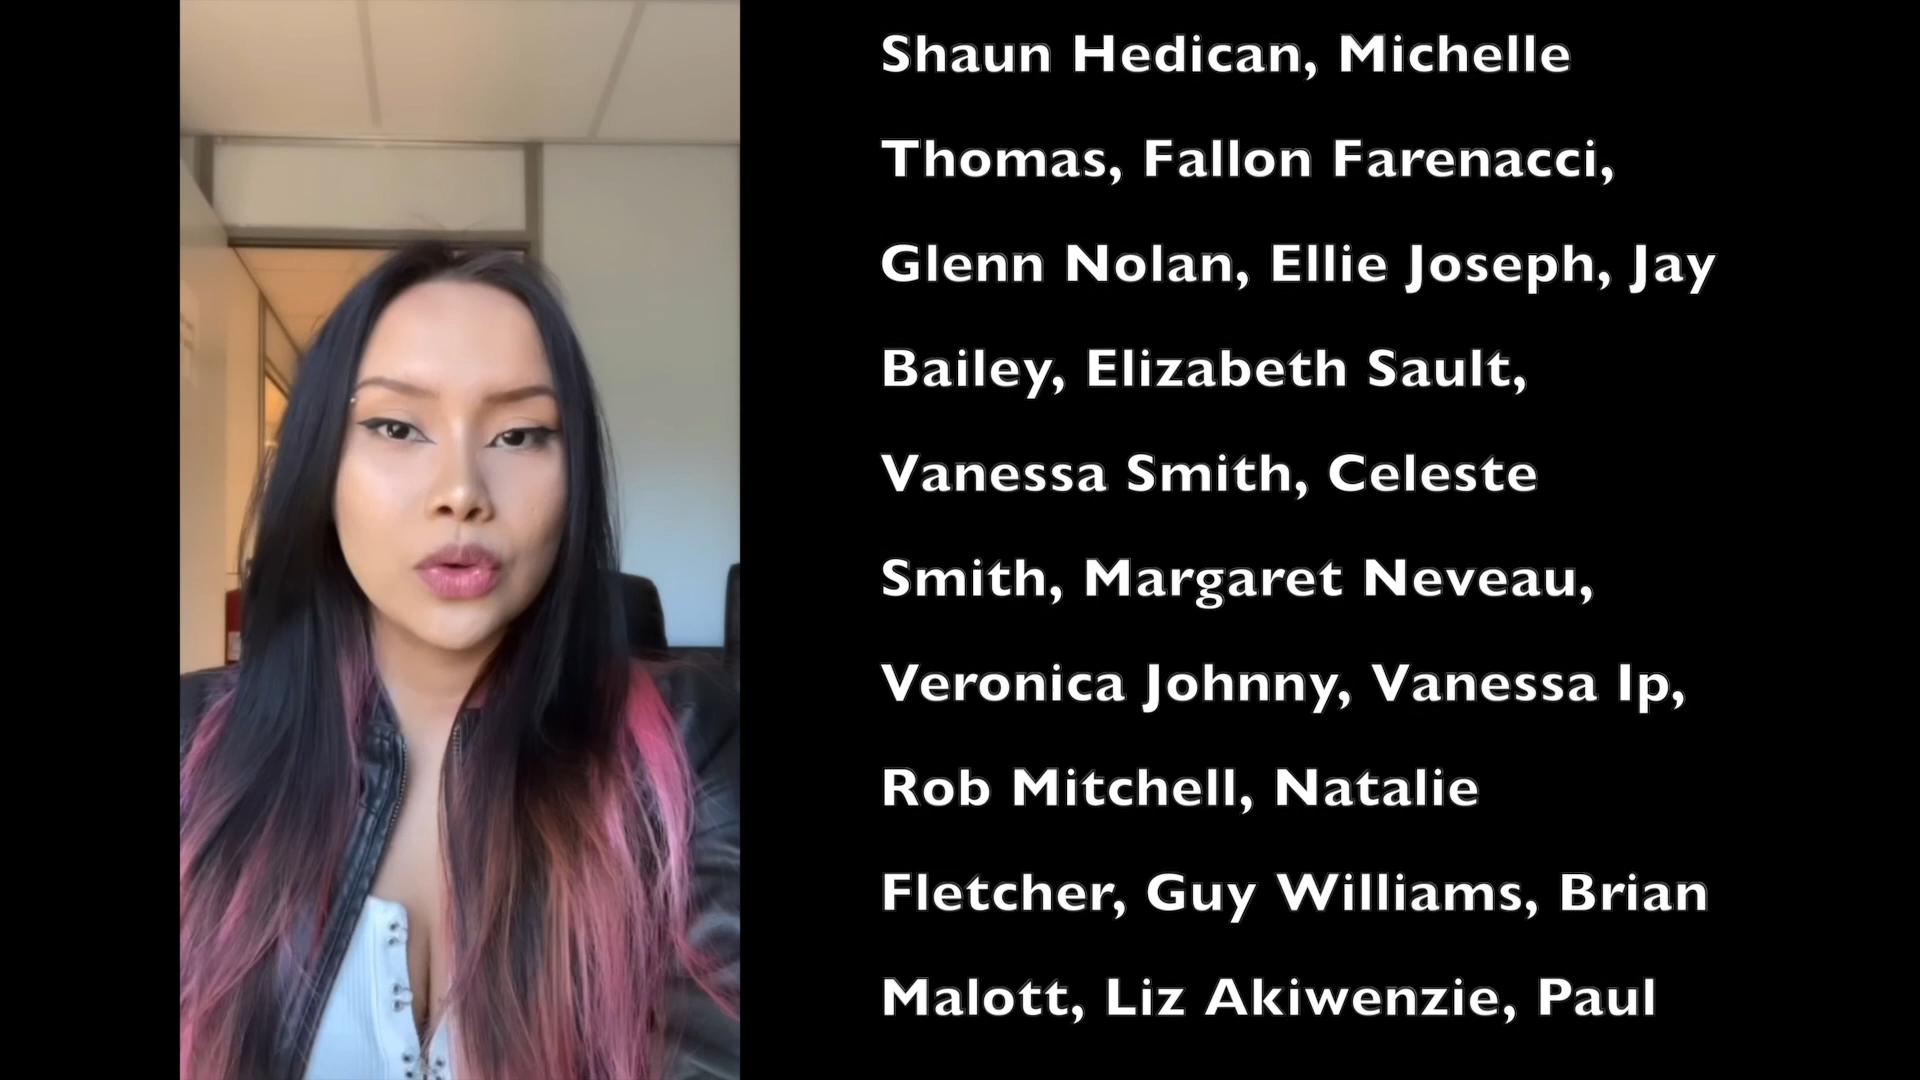 Shaun Hedican, Michelle
Thomas, Fallon Farenacci,
Glenn Nolan, Ellie Joseph, Jay
Bailey, Elizabeth Sault,
Vanessa Smith, Celeste
Smith, Margaret Neveau,
Veronica Johnny, Vanessa Ip,
Rob Mitchell, Natalie
Fletcher, Guy Williams, Brian
Malott, Liz Akiwenzie, Paul